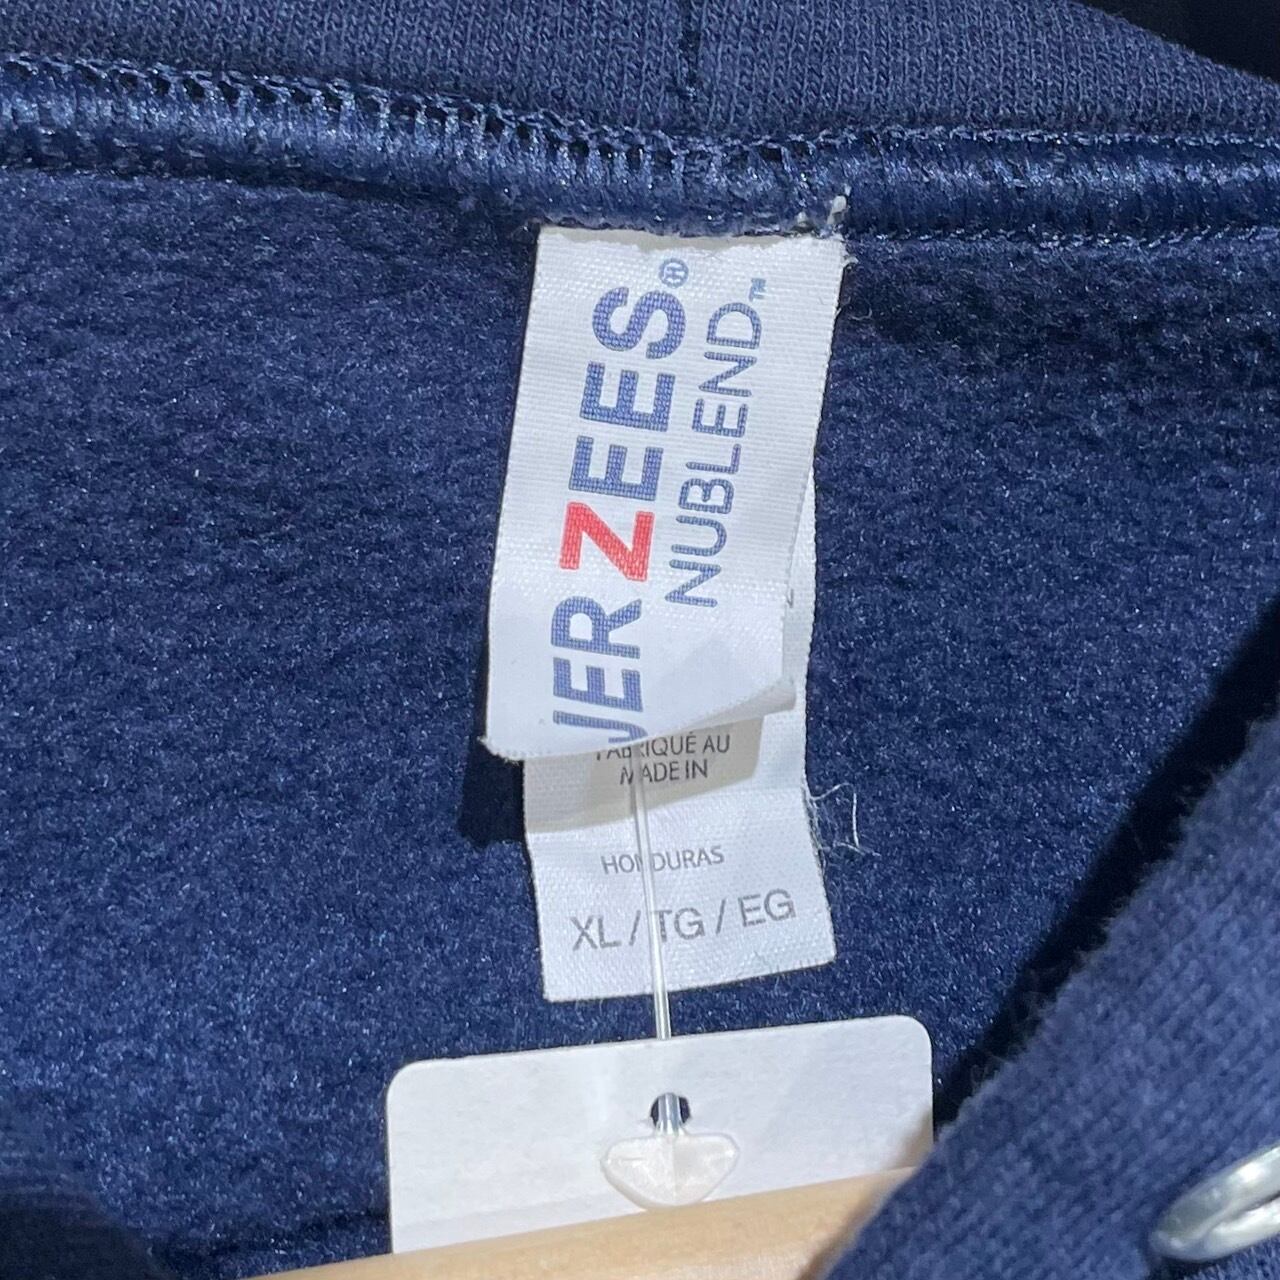 JERZEES®
NUBLEND™
FABRIQUÉ AU
MADE IN
HONDURAS
XL / TG / EG